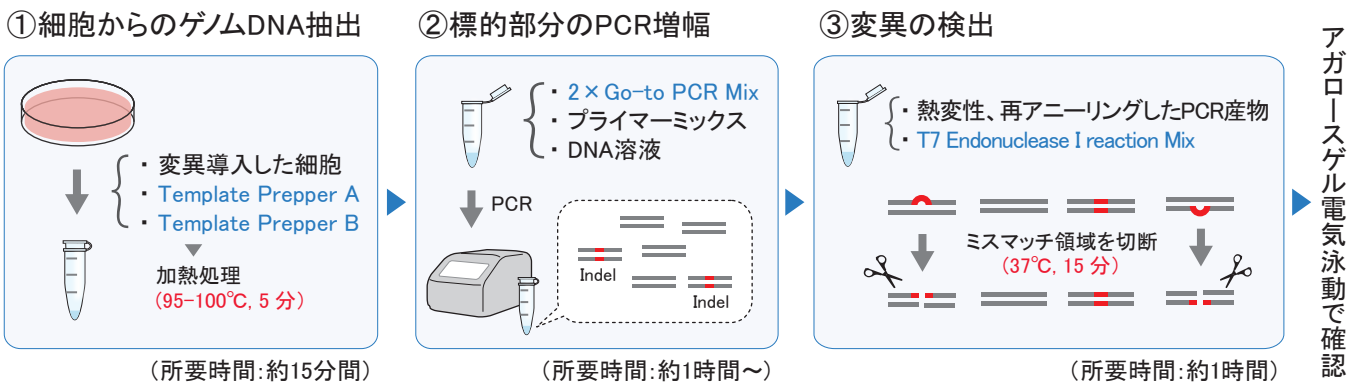 ①細胞からのゲノムDNA抽出
・変異導入した細胞
・Template Prepper A
・Template Prepper B
加熱処理
(95-100℃, 5 分)
(所要時間:約15分間)
②標的部分のPCR増幅
・2×Go-to PCR Mix
・プライマーミックス
・DNA溶液
PCR
Indel
Indel
(所要時間:約1時間〜)
③変異の検出
・熱変性、再アニーリングしたPCR産物
・T7 Endonuclease I reaction Mix
ミスマッチ領域を切断
(37℃, 15 分)
(所要時間:約1時間)
アガロースゲル電気泳動で確認